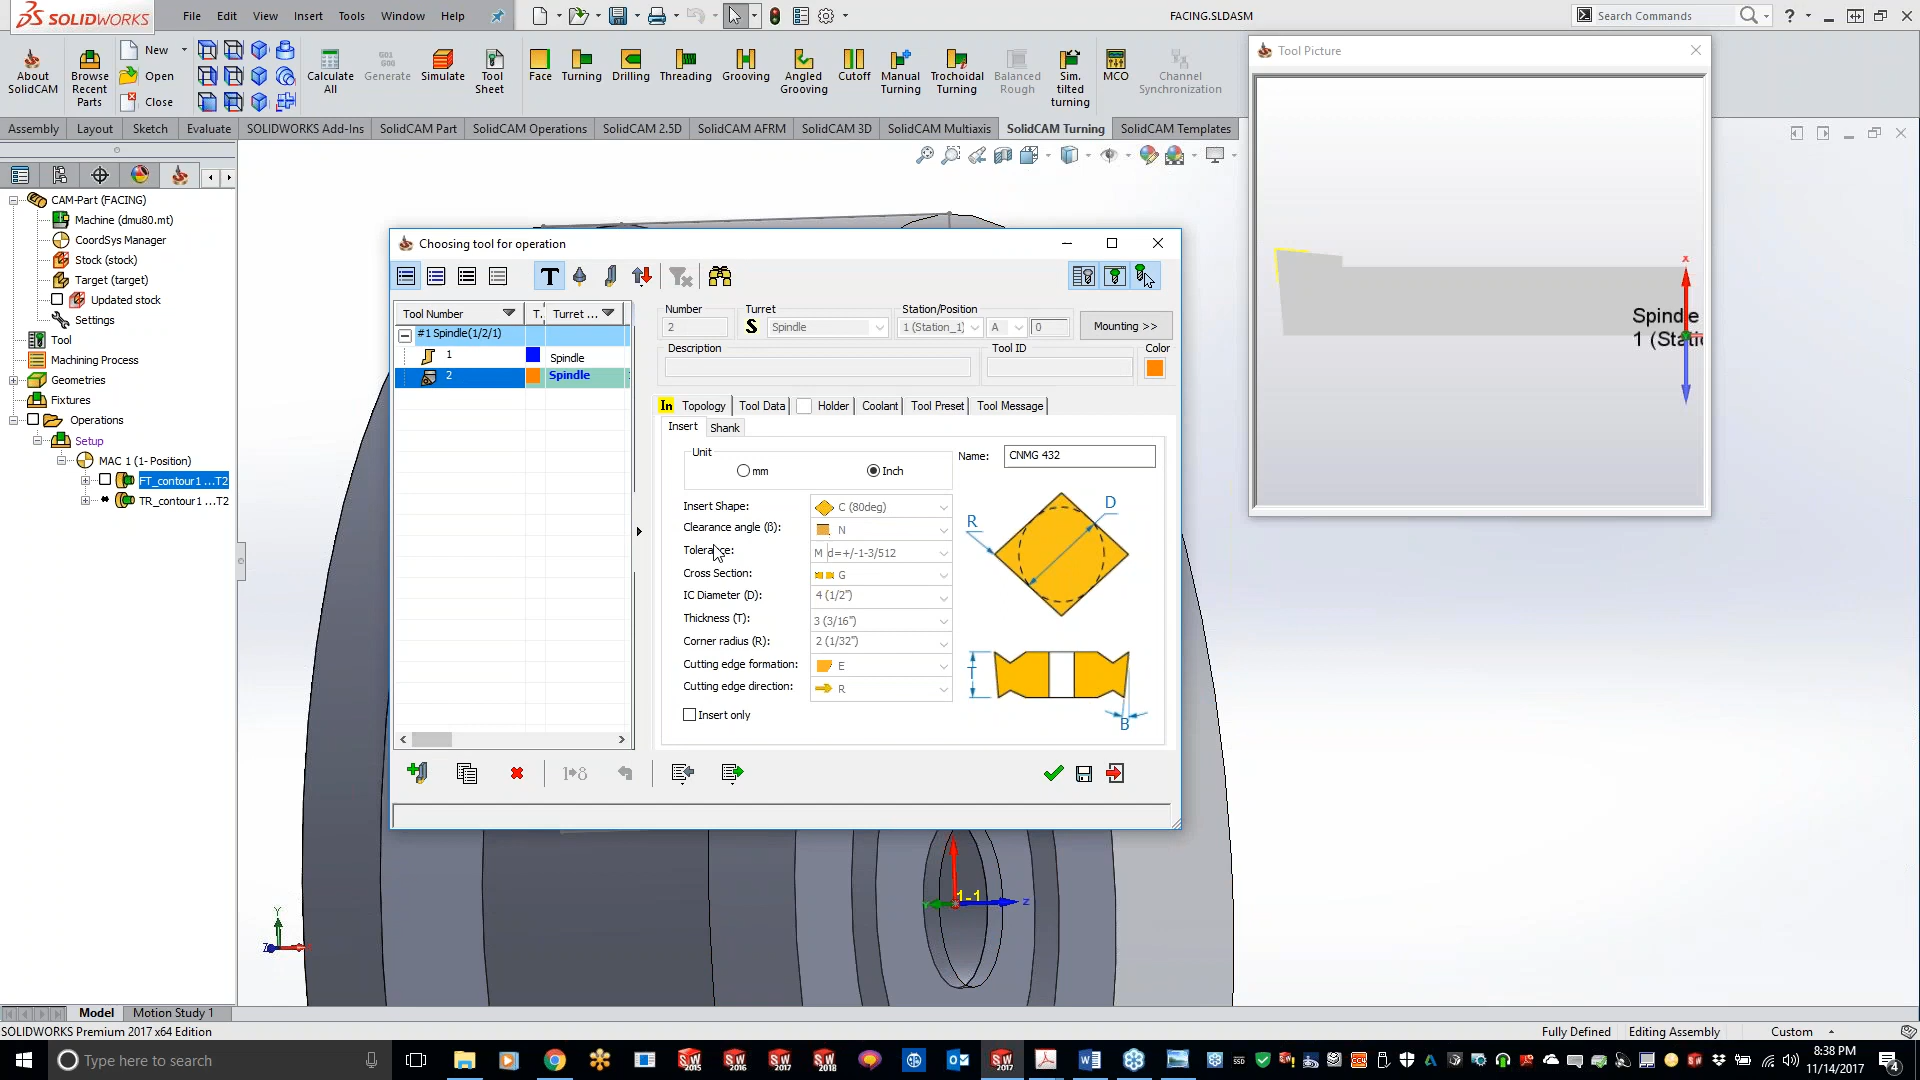 SOLIDWORKS
File Edit View Insert Tools Window Help
FACING.SLDASM
Search Commands
About SolidCAM
Browse Recent Parts
New
Open
Close
Calculate All
Generate
Simulate
Tool Sheet
Face
Turning
Drilling
Threading
Grooving
Angled Grooving
Cutoff
Manual Turning
Trochoidal Turning
Balanced Rough
Sim. tilted turning
MCO
Channel Synchronization
Assembly Layout Sketch Evaluate SOLIDWORKS Add-Ins SolidCAM Part SolidCAM Operations SolidCAM 2.5D SolidCAM AFRM SolidCAM 3D SolidCAM Multiaxis SolidCAM Turning SolidCAM Templates
Tool Picture
X
Spindle
CAM-Part (FACING)
Machine (dmu80.mt)
CoordSys Manager
Stock (stock)
Target (target)
Updated stock
Settings
Tool
Machining Process
Geometries
Fixtures
Operations
Setup
MAC 1 (1- Position)
FT_contour1 ...T2
TR_contour1 ...T2
Choosing tool for operation
Tool Number T. Turret ...
#1 Spindle(1/2/1)
1 Spindle
2 Spindle
Number Turret Station/Position
2 S Spindle 1 (Station_1) A 0 Mounting >>
Description Tool ID Color
In Topology Tool Data Holder Coolant Tool Preset Tool Message
Insert Shank
Unit
mm Inch
Name: CNMG 432
Insert Shape: C (80deg)
Clearance angle (β): N
Tolerance: M d=+/-1-3/512
Cross Section: G
IC Diameter (D): 4 (1/2")
Thickness (T): 3 (3/16")
Corner radius (R): 2 (1/32")
Cutting edge formation: E
Cutting edge direction: R
Insert only
R D
T
B
1-1
Y Z
Y
Z
Model Motion Study 1
SOLIDWORKS Premium 2017 x64 Edition
Fully Defined Editing Assembly Custom
Type here to search
8:38 PM
11/14/2017